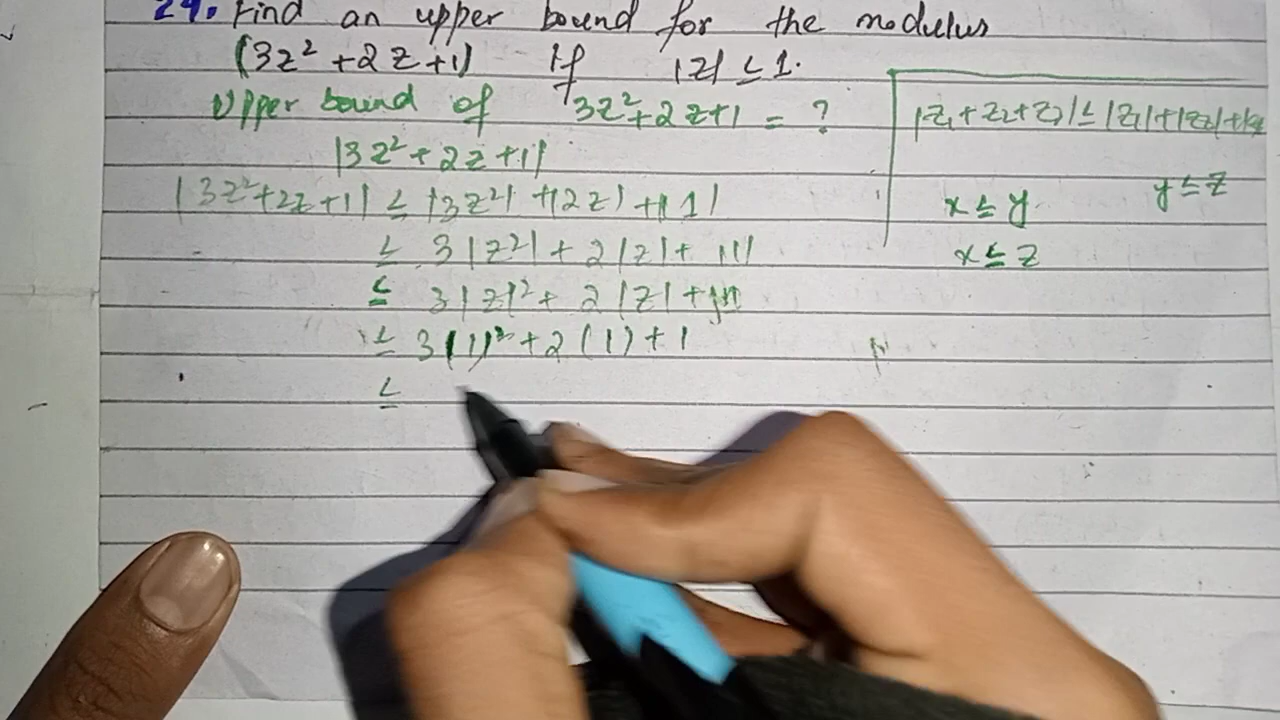 29. Find an upper bound for the modulus
(3z² + 2z + 1) If |z| ≤ 1.
Upper bound of 3z² + 2z + 1 = ?
|3z² + 2z + 1|
|3z² + 2z + 1| ≤ |3z²| + |2z| + |1|
≤ 3|z²| + 2|z| + |1|
≤ 3|z|² + 2|z| +
≤ 3(1)² + 2(1) + 1
≤
|z₁ + z₂ + z₃| ≤ |z₁| + |z₂| + |z₃
x ≤ y y ≤ z
x ≤ z